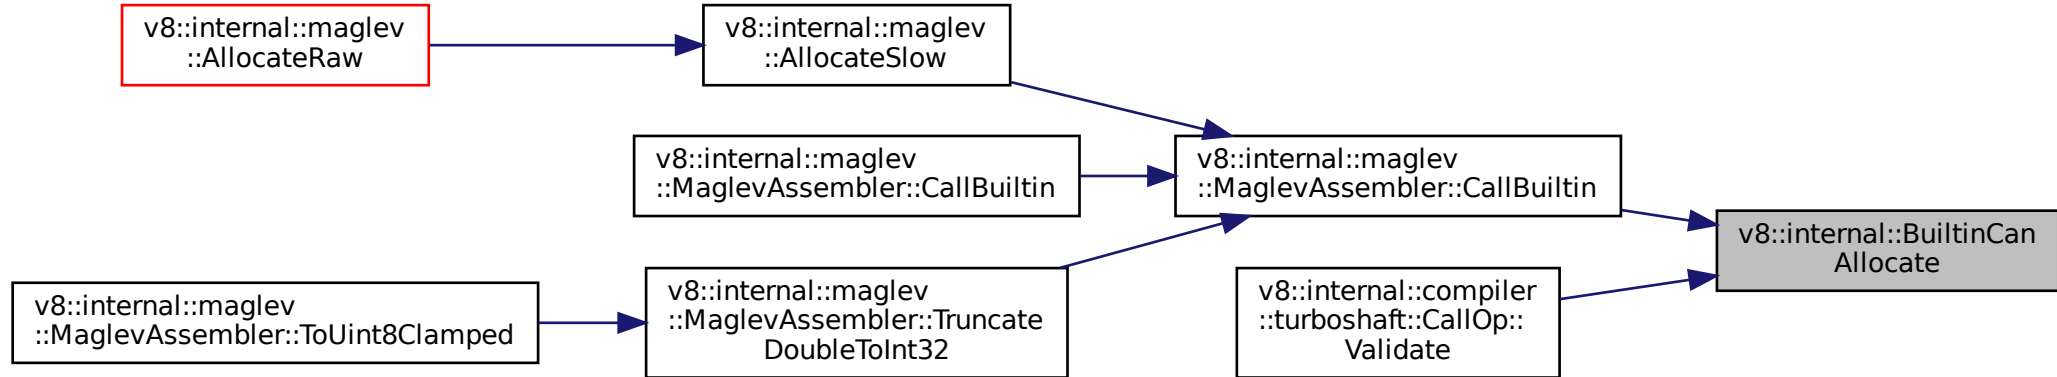 v8::internal::maglev
::AllocateRaw
v8::internal::maglev
::AllocateSlow
v8::internal::maglev
::MaglevAssembler::CallBuiltin
v8::internal::maglev
::MaglevAssembler::CallBuiltin
v8::internal::BuiltinCan
Allocate
v8::internal::maglev
::MaglevAssembler::ToUint8Clamped
v8::internal::maglev
::MaglevAssembler::Truncate
DoubleToInt32
v8::internal::compiler
::turboshaft::CallOp::
Validate